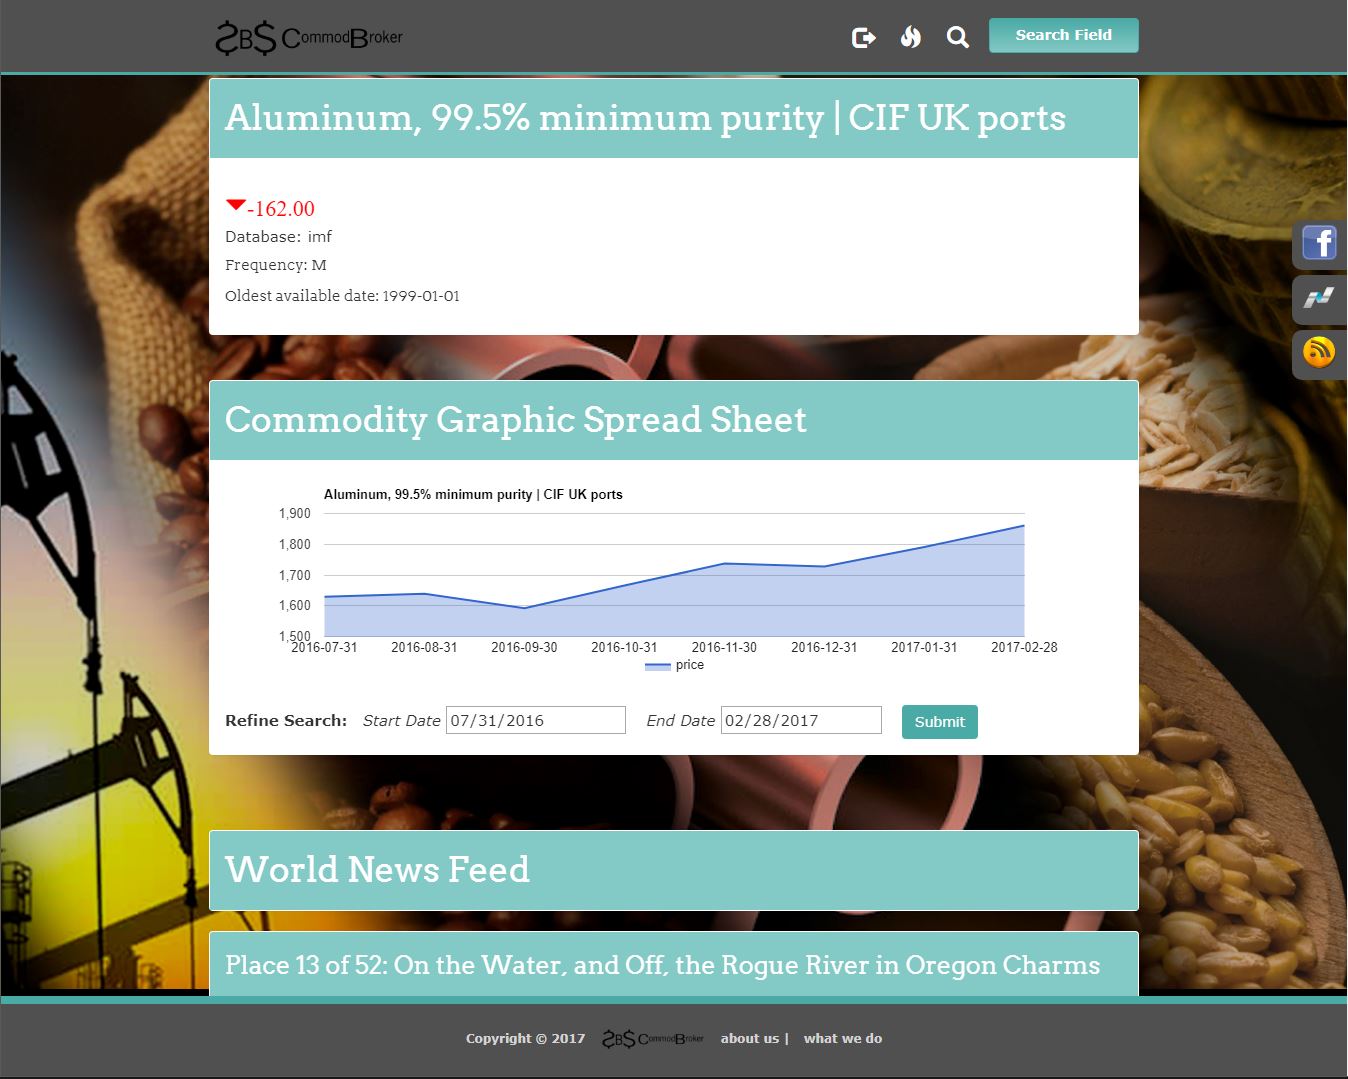 SBS CommodBroker
Search Field
Aluminum, 99.5% minimum purity | CIF UK ports
-162.00
Database: imf
Frequency: M
Oldest available date: 1999-01-01
Commodity Graphic Spread Sheet
Aluminum, 99.5% minimum purity | CIF UK ports
1,900
1,800
1,700
1,600
1,500
2016-07-31 2016-08-31 2016-09-30 2016-10-31 2016-11-30 2016-12-31 2017-01-31 2017-02-28
price
Refine Search: Start Date 07/31/2016 End Date 02/28/2017 Submit
World News Feed
Place 13 of 52: On the Water, and Off, the Rogue River in Oregon Charms
Copyright © 2017 SBS CommodBroker about us | what we do